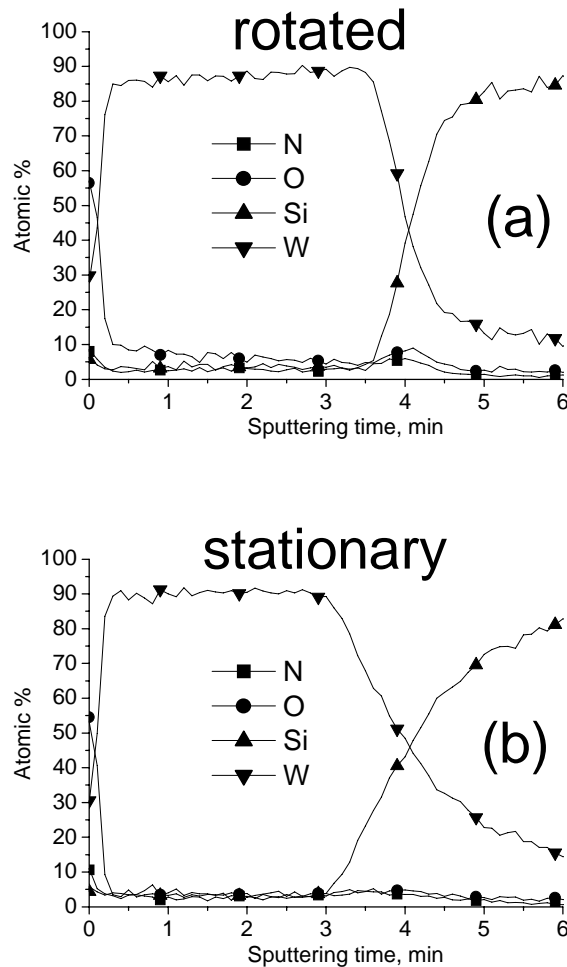 rotated
100
90
80
70
60
50
40
30
20
10
0
Atomic %
N
O
Si
W
(a)
0 1 2 3 4 5 6
Sputtering time, min
stationary
100
90
80
70
60
50
40
30
20
10
0
Atomic %
N
O
Si
W
(b)
0 1 2 3 4 5 6
Sputtering time, min